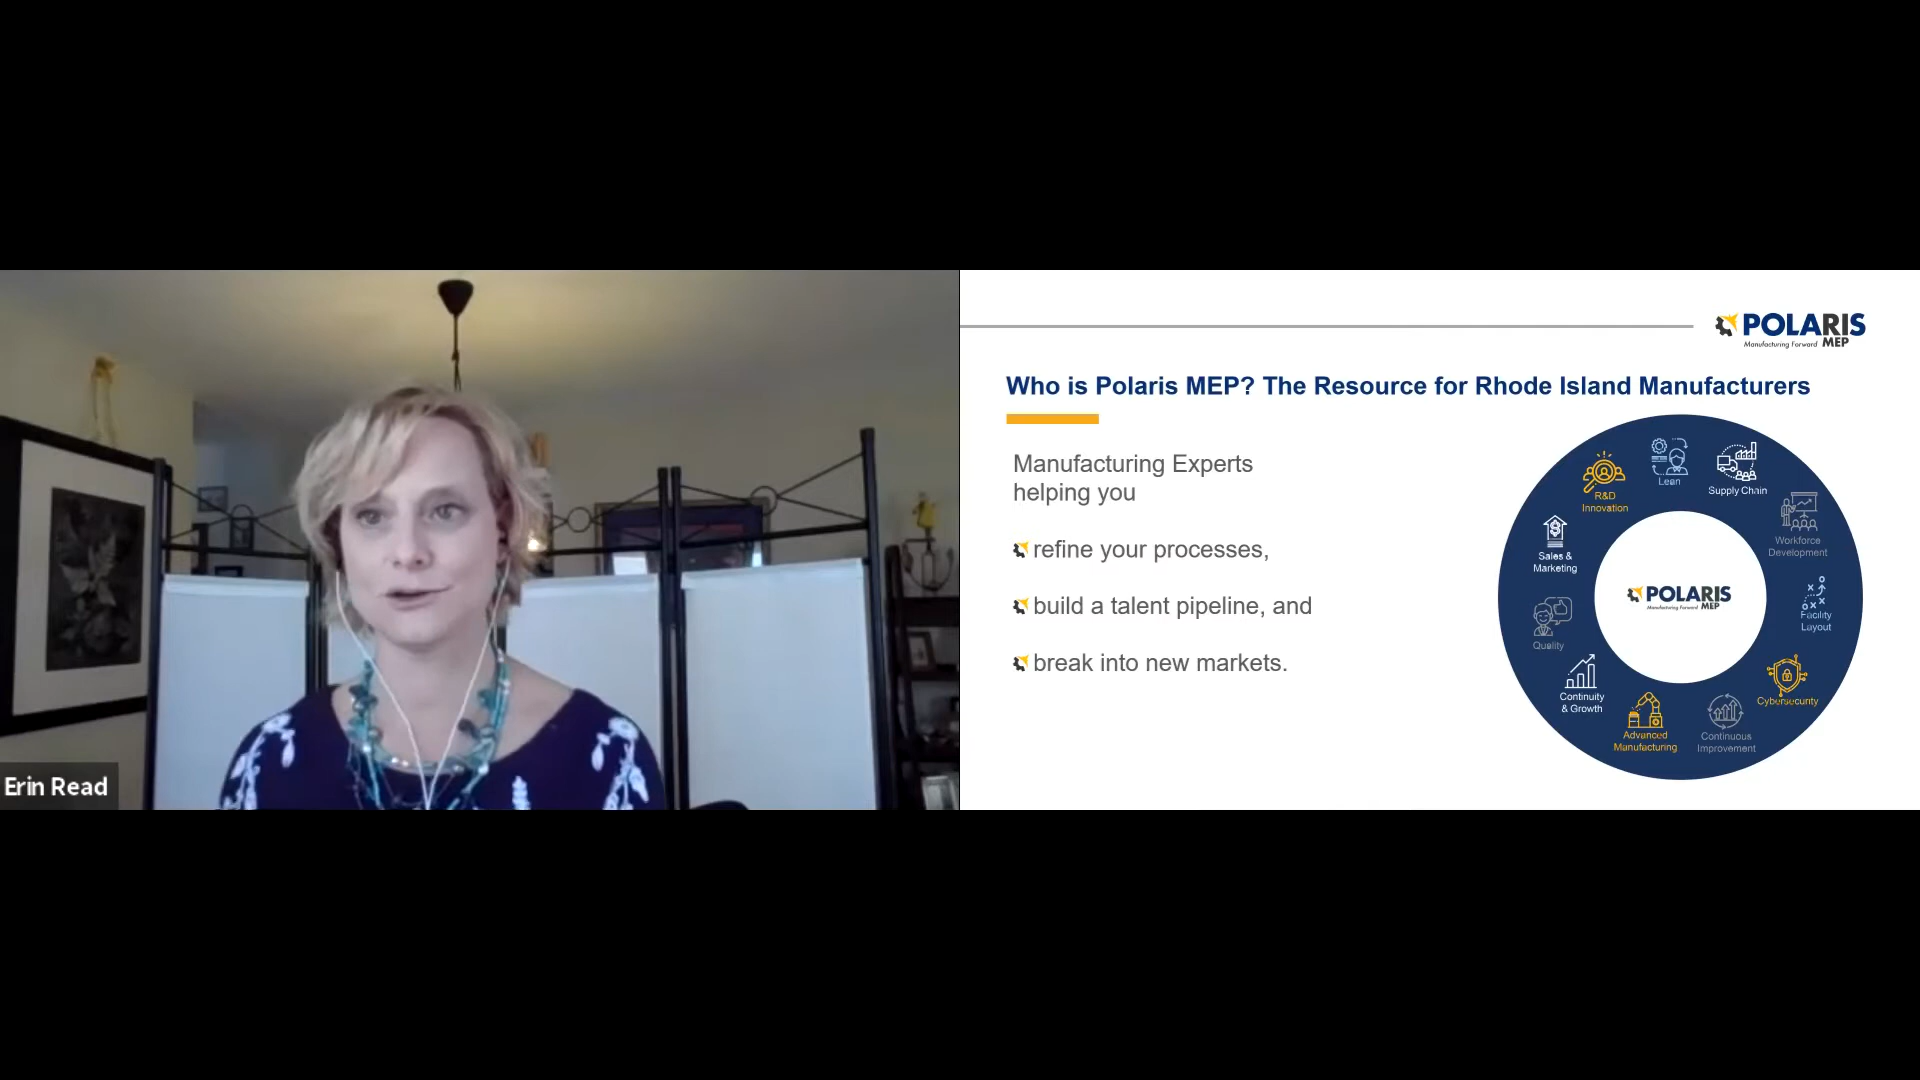 Erin Read
POLARIS
Manufacturing Forward MEP
Who is Polaris MEP? The Resource for Rhode Island Manufacturers
Manufacturing Experts
helping you
refine your processes,
build a talent pipeline, and
break into new markets.
R&D
Innovation
Lean
Supply Chain
Workforce
Development
Facility
Layout
Cybersecurity
Continuous
Improvement
Advanced
Manufacturing
Continuity
& Growth
Quality
Sales &
Marketing
POLARIS
Manufacturing Forward MEP